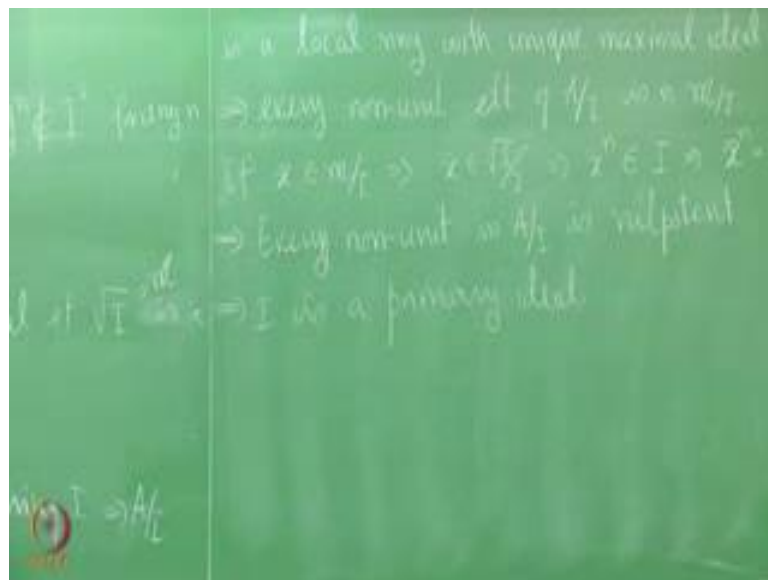 is a local ring with unique maximal ideal
]ⁿ ∉ I for any n ⇒ every non-unit elt of A/I is in m/I.
If x ∈ m/I ⇒ x ∈ √I/I ⇒ xⁿ ∈ I ⇒ x̄ⁿ =
⇒ Every non-unit in A/I is nilpotent
l st √I = m ⇒ I is a primary ideal
I ⇒ A/I